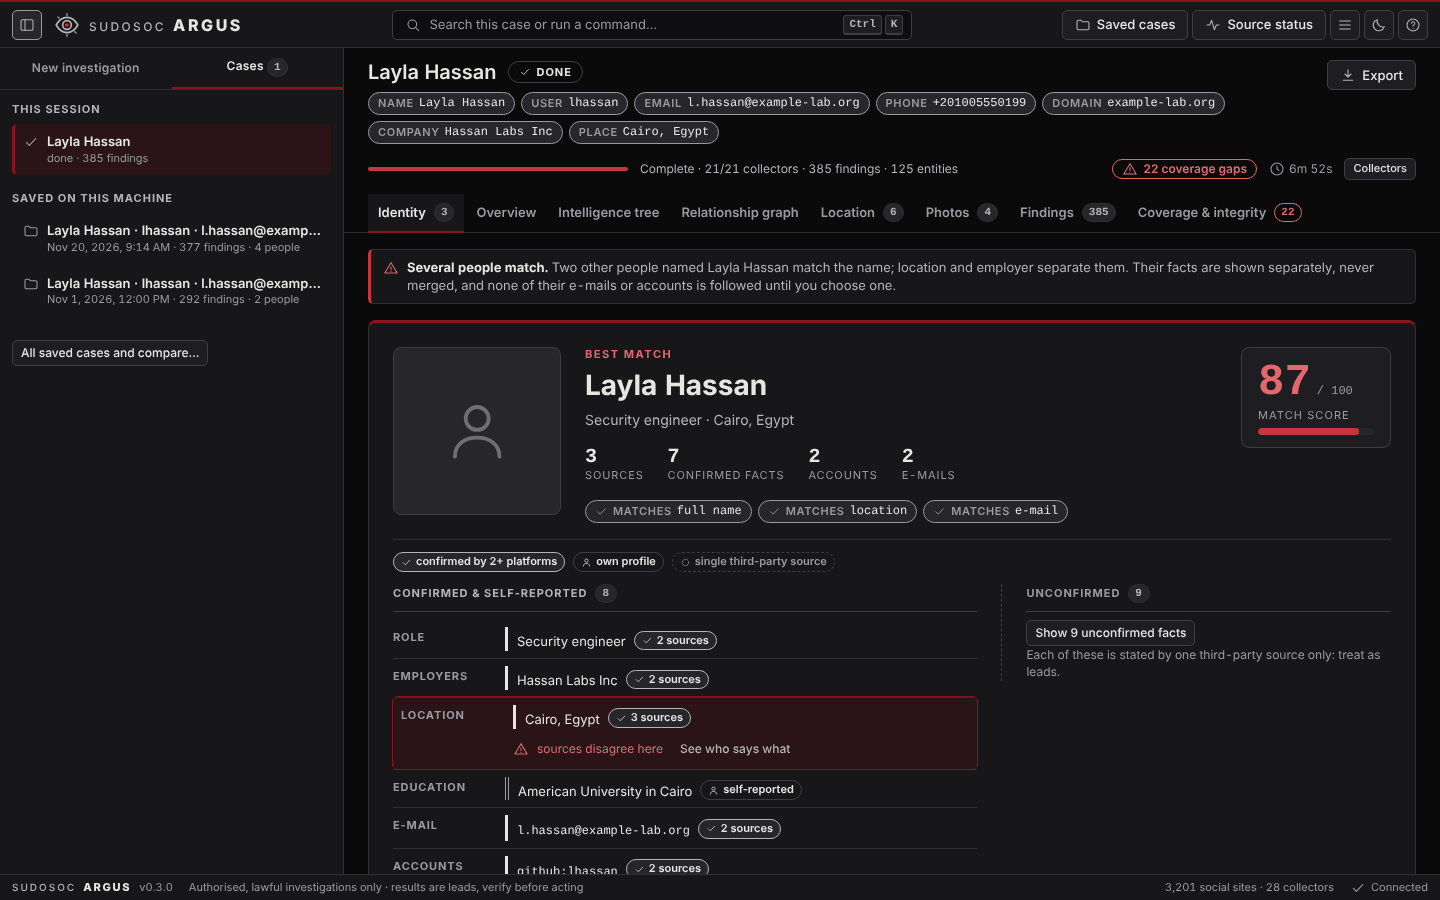 SUDOSOC ARGUS
Search this case or run a command...
Ctrl K
Saved cases
Source status
New investigation
Cases 1
THIS SESSION
Layla Hassan
done · 385 findings
SAVED ON THIS MACHINE
Layla Hassan · lhassan · l.hassan@examp...
Nov 20, 2026, 9:14 AM · 377 findings · 4 people
Layla Hassan · lhassan · l.hassan@examp...
Nov 1, 2026, 12:00 PM · 292 findings · 2 people
All saved cases and compare...
Layla Hassan DONE
Export
NAME Layla Hassan USER lhassan EMAIL l.hassan@example-lab.org PHONE +201005550199 DOMAIN example-lab.org
COMPANY Hassan Labs Inc PLACE Cairo, Egypt
Complete · 21/21 collectors · 385 findings · 125 entities
22 coverage gaps 6m 52s Collectors
Identity 3 Overview Intelligence tree Relationship graph Location 6 Photos 4 Findings 385 Coverage & integrity 22
Several people match. Two other people named Layla Hassan match the name; location and employer separate them. Their facts are shown separately, never
merged, and none of their e-mails or accounts is followed until you choose one.
BEST MATCH
Layla Hassan
Security engineer · Cairo, Egypt
3 7 2 2
SOURCES CONFIRMED FACTS ACCOUNTS E-MAILS
MATCHES full name MATCHES location MATCHES e-mail
87 / 100
MATCH SCORE
confirmed by 2+ platforms own profile single third-party source
CONFIRMED & SELF-REPORTED 8
ROLE Security engineer 2 sources
EMPLOYERS Hassan Labs Inc 2 sources
LOCATION Cairo, Egypt 3 sources
sources disagree here See who says what
EDUCATION American University in Cairo self-reported
E-MAIL l.hassan@example-lab.org 2 sources
ACCOUNTS github:lhassan 2 sources
UNCONFIRMED 9
Show 9 unconfirmed facts
Each of these is stated by one third-party source only: treat as
leads.
SUDOSOC ARGUS v0.3.0 Authorised, lawful investigations only · results are leads, verify before acting
3,201 social sites · 28 collectors Connected